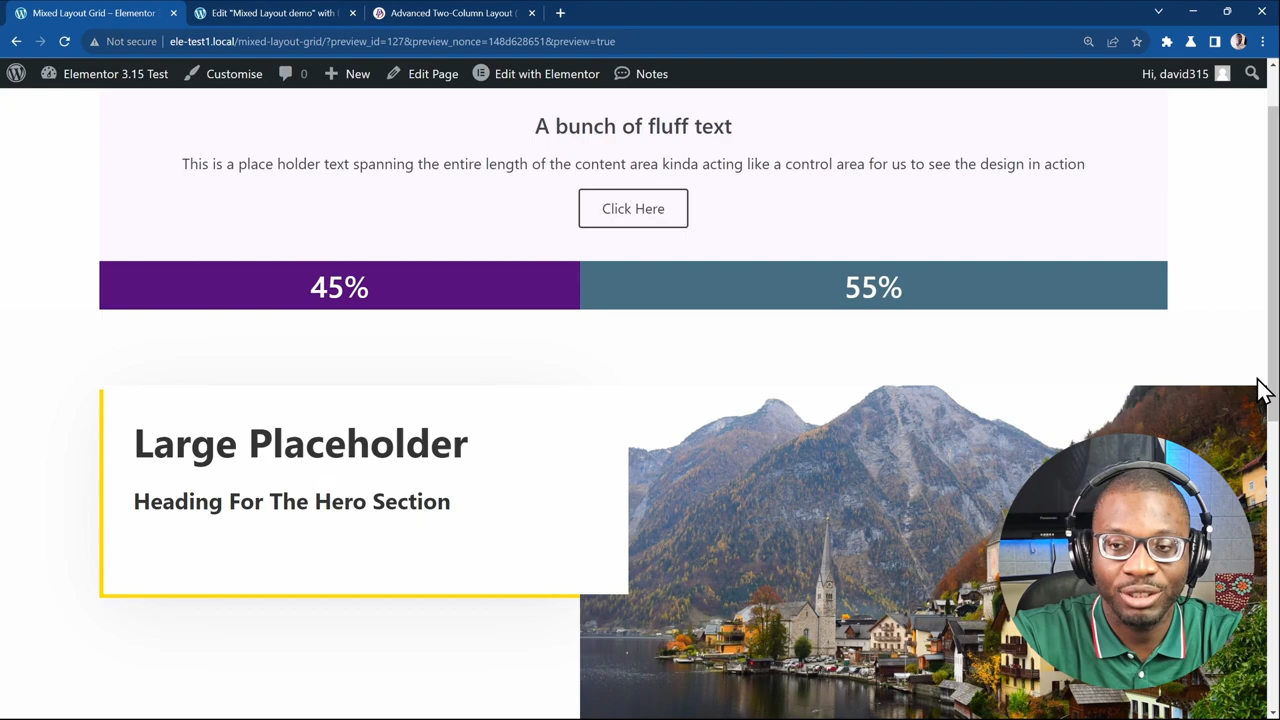 Mixed Layout Grid – Elementor
Edit "Mixed Layout demo" with
Advanced Two-Column Layout (
Not secure
ele-test1.local/mixed-layout-grid/?preview_id=127&preview_nonce=148d628651&preview=true
Elementor 3.15 Test
Customise
0
New
Edit Page
Edit with Elementor
Notes
Hi, david315
A bunch of fluff text
This is a place holder text spanning the entire length of the content area kinda acting like a control area for us to see the design in action
Click Here
45%
55%
Large Placeholder
Heading For The Hero Section